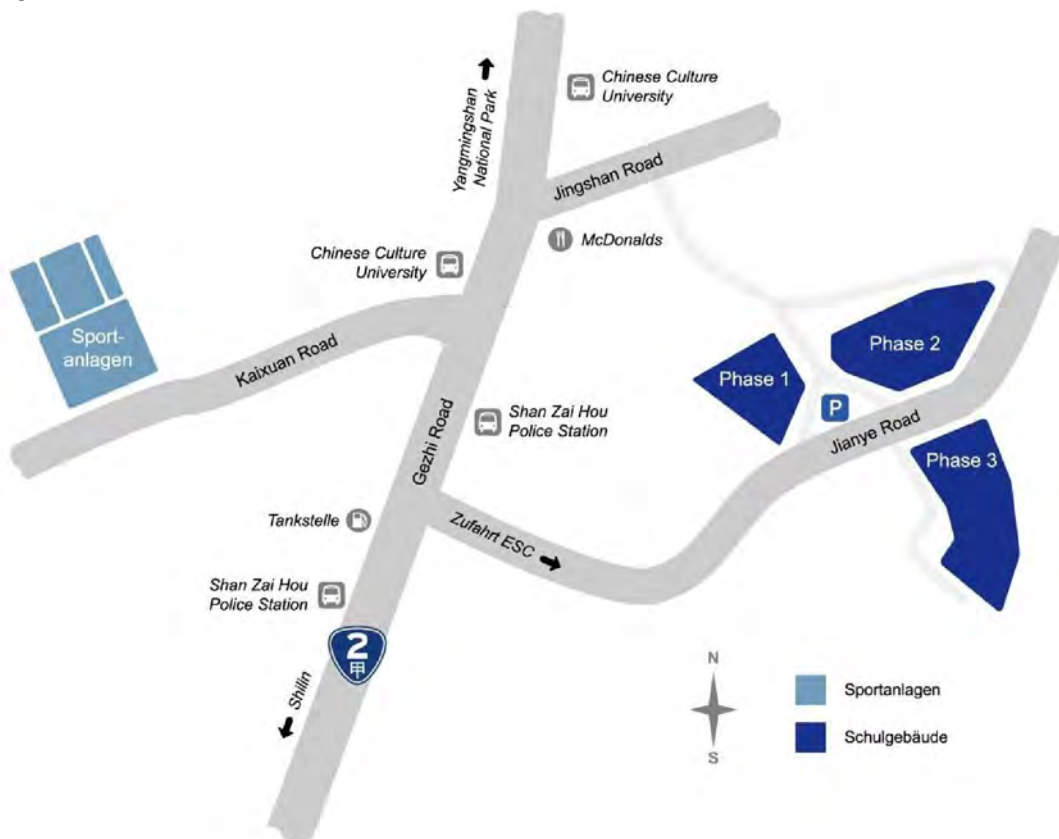 Chinese Culture
University
Yangmingshan
National Park
Jingshan Road
McDonalds
Chinese Culture
University
Sport-
anlagen
Kaixuan Road
Phase 2
Phase 1
P
Shan Zai Hou
Police Station
Gezhi Road
Jianye Road
Phase 3
Tankstelle
Zufahrt ESC
Shan Zai Hou
Police Station
2
甲
Shilin
N
S
Sportanlagen
Schulgebäude